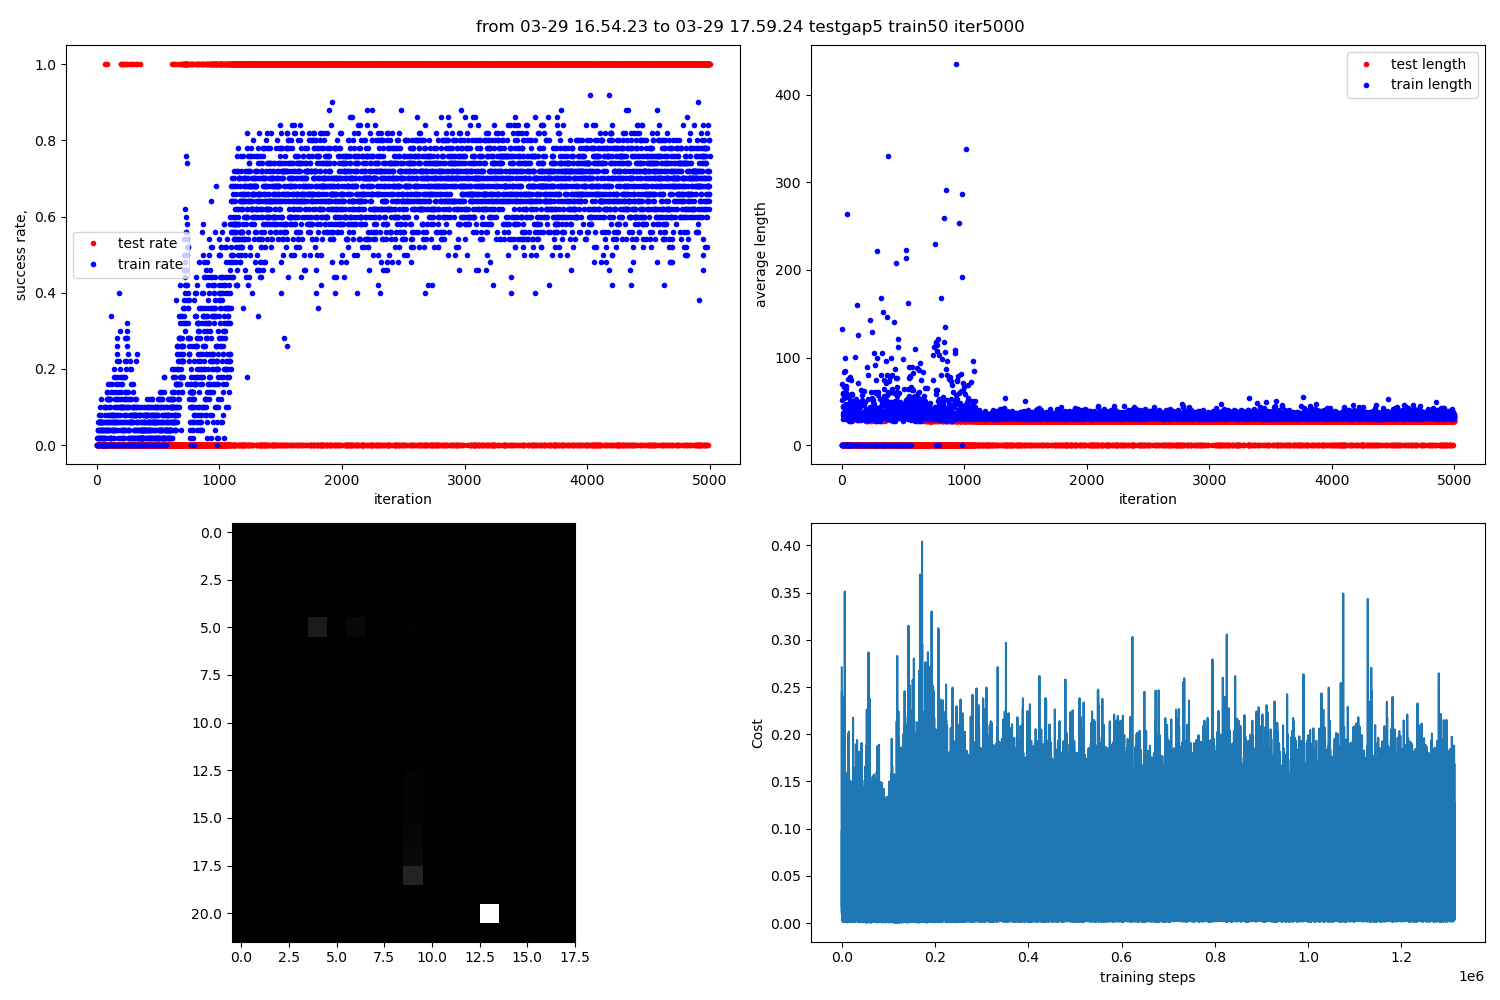 from 03-29 16.54.23 to 03-29 17.59.24 testgap5 train50 iter5000
1.0
0.8
0.6
0.4
0.2
0.0
success rate,
test rate
train rate
0 1000 2000 3000 4000 5000
iteration
400
300
200
100
0
average length
test length
train length
0 1000 2000 3000 4000 5000
iteration
0.0
2.5
5.0
7.5
10.0
12.5
15.0
17.5
20.0
0.0 2.5 5.0 7.5 10.0 12.5 15.0 17.5
0.40
0.35
0.30
0.25
0.20
0.15
0.10
0.05
0.00
Cost
0.0 0.2 0.4 0.6 0.8 1.0 1.2
1e6
training steps